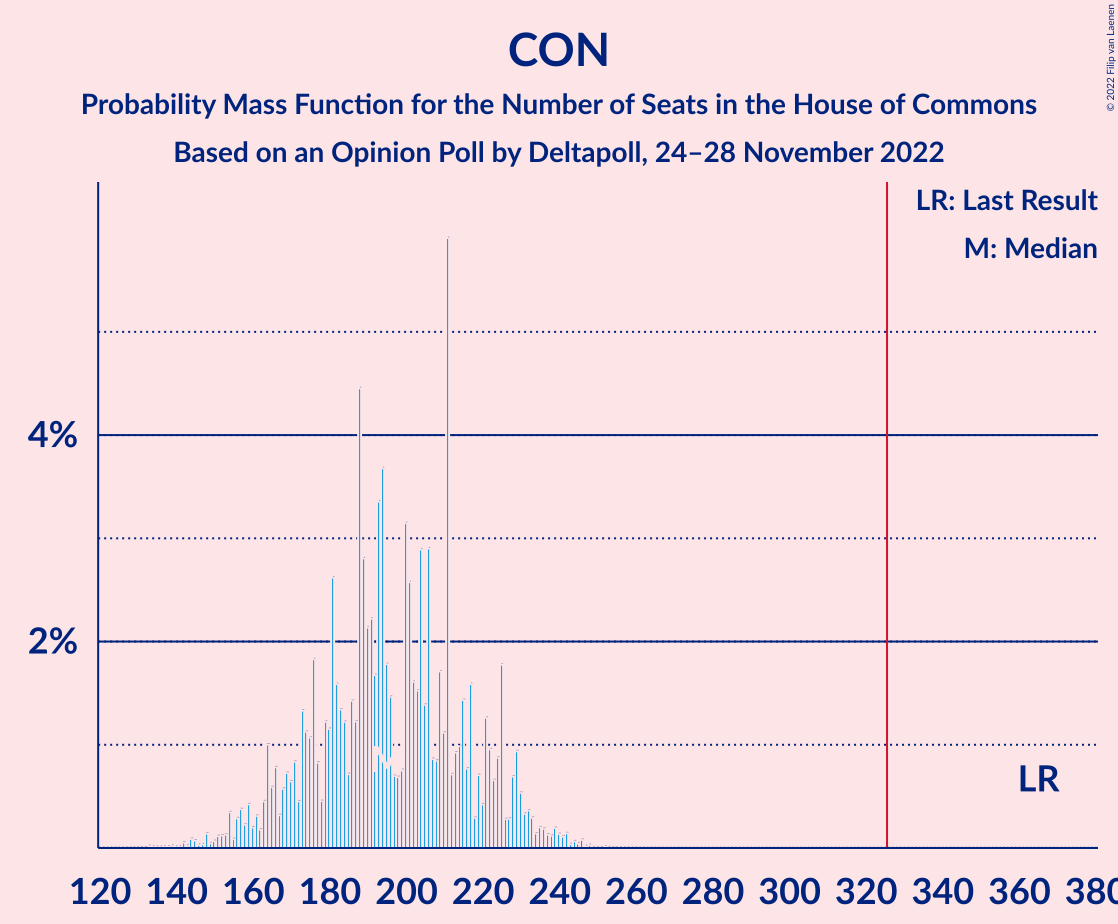 CON
Probability Mass Function for the Number of Seats in the House of Commons
Based on an Opinion Poll by Deltapoll, 24–28 November 2022
© 2022 Filip van Laenen
LR: Last Result
M: Median
4%
2%
LR
120 140 160 180 200 220 240 260 280 300 320 340 360 380